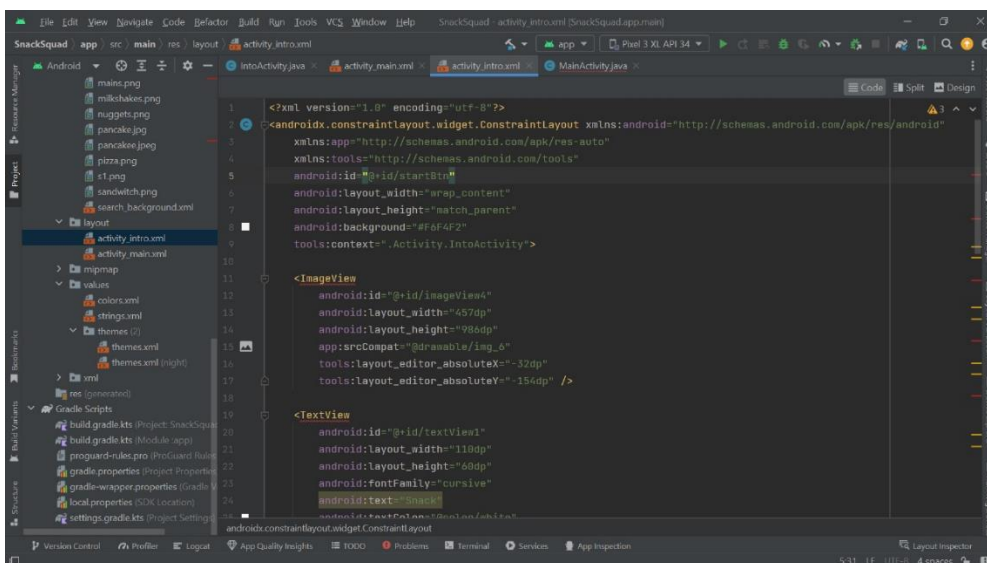 File Edit View Navigate Code Refactor Build Run Tools VCS Window Help SnackSquad - activity_intro.xml [SnackSquad.app.main]
SnackSquad app src main res layout activity_intro.xml app Pixel 3 XL API 34
Android IntoActivity.java activity_main.xml activity_intro.xml MainActivity.java
Code Split Design
Resource Manager
Project
Bookmarks
Build Variants
Structure
mains.png
milkshakes.png
nuggets.png
pancake.jpg
pancakee.jpeg
pizza.png
s1.png
sandwitch.png
search_background.xml
layout
activity_intro.xml
activity_main.xml
mipmap
values
colors.xml
strings.xml
themes (2)
themes.xml
themes.xml (night)
xml
res (generated)
Gradle Scripts
build.gradle.kts (Project: SnackSquad
build.gradle.kts (Module :app)
proguard-rules.pro (ProGuard Rules
gradle.properties (Project Properties
gradle-wrapper.properties (Gradle V
local.properties (SDK Location)
settings.gradle.kts (Project Settings)
3
1 <?xml version="1.0" encoding="utf-8"?>
2 <androidx.constraintlayout.widget.ConstraintLayout xmlns:android="http://schemas.android.com/apk/res/android"
3 xmlns:app="http://schemas.android.com/apk/res-auto"
4 xmlns:tools="http://schemas.android.com/tools"
5 android:id="@+id/startBtn"
6 android:layout_width="wrap_content"
7 android:layout_height="match_parent"
8 android:background="#F6F4F2"
9 tools:context=".Activity.IntoActivity">
10
11 <ImageView
12 android:id="@+id/imageView4"
13 android:layout_width="457dp"
14 android:layout_height="986dp"
15 app:srcCompat="@drawable/img_6"
16 tools:layout_editor_absoluteX="-32dp"
17 tools:layout_editor_absoluteY="-154dp" />
18
19 <TextView
20 android:id="@+id/textView1"
21 android:layout_width="110dp"
22 android:layout_height="60dp"
23 android:fontFamily="cursive"
24 android:text="Snack"
25 android:textColor="@color/white"
androidx.constraintlayout.widget.ConstraintLayout
Version Control Profiler Logcat App Quality Insights TODO Problems Terminal Services App Inspection Layout Inspector
5:31 LF UTF-8 4 spaces